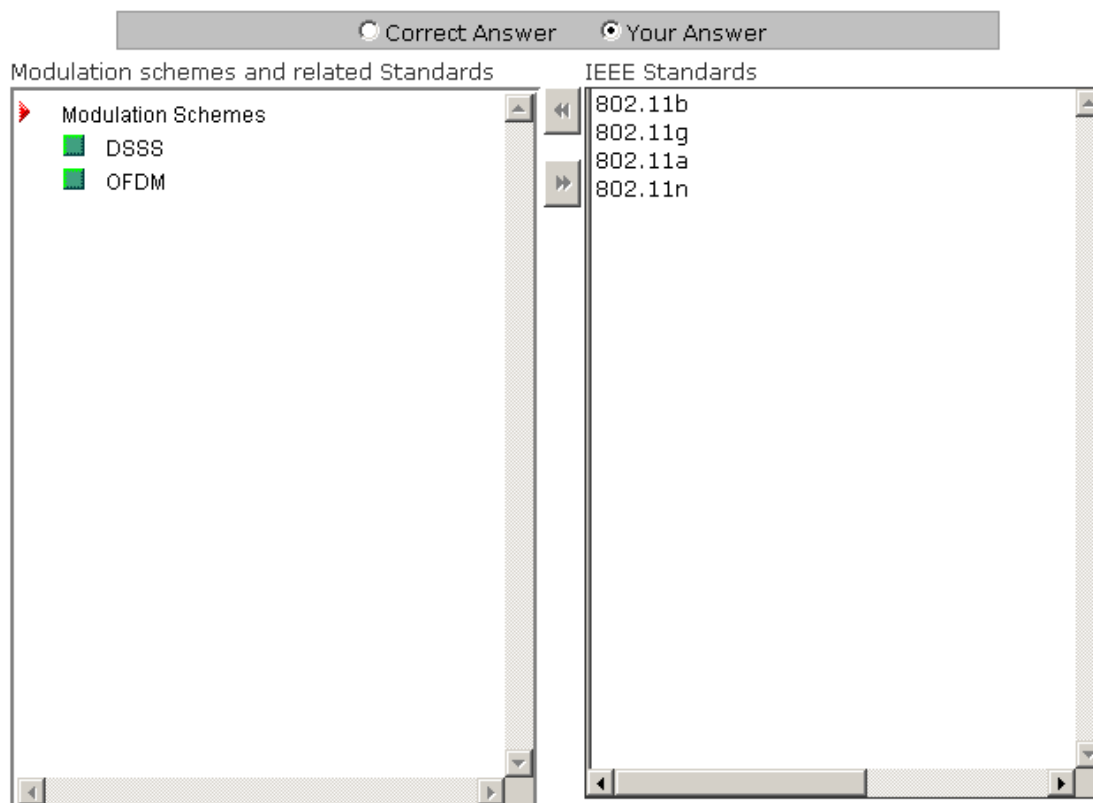 Correct Answer Your Answer
Modulation schemes and related Standards
Modulation Schemes
DSSS
OFDM
IEEE Standards
802.11b
802.11g
802.11a
802.11n